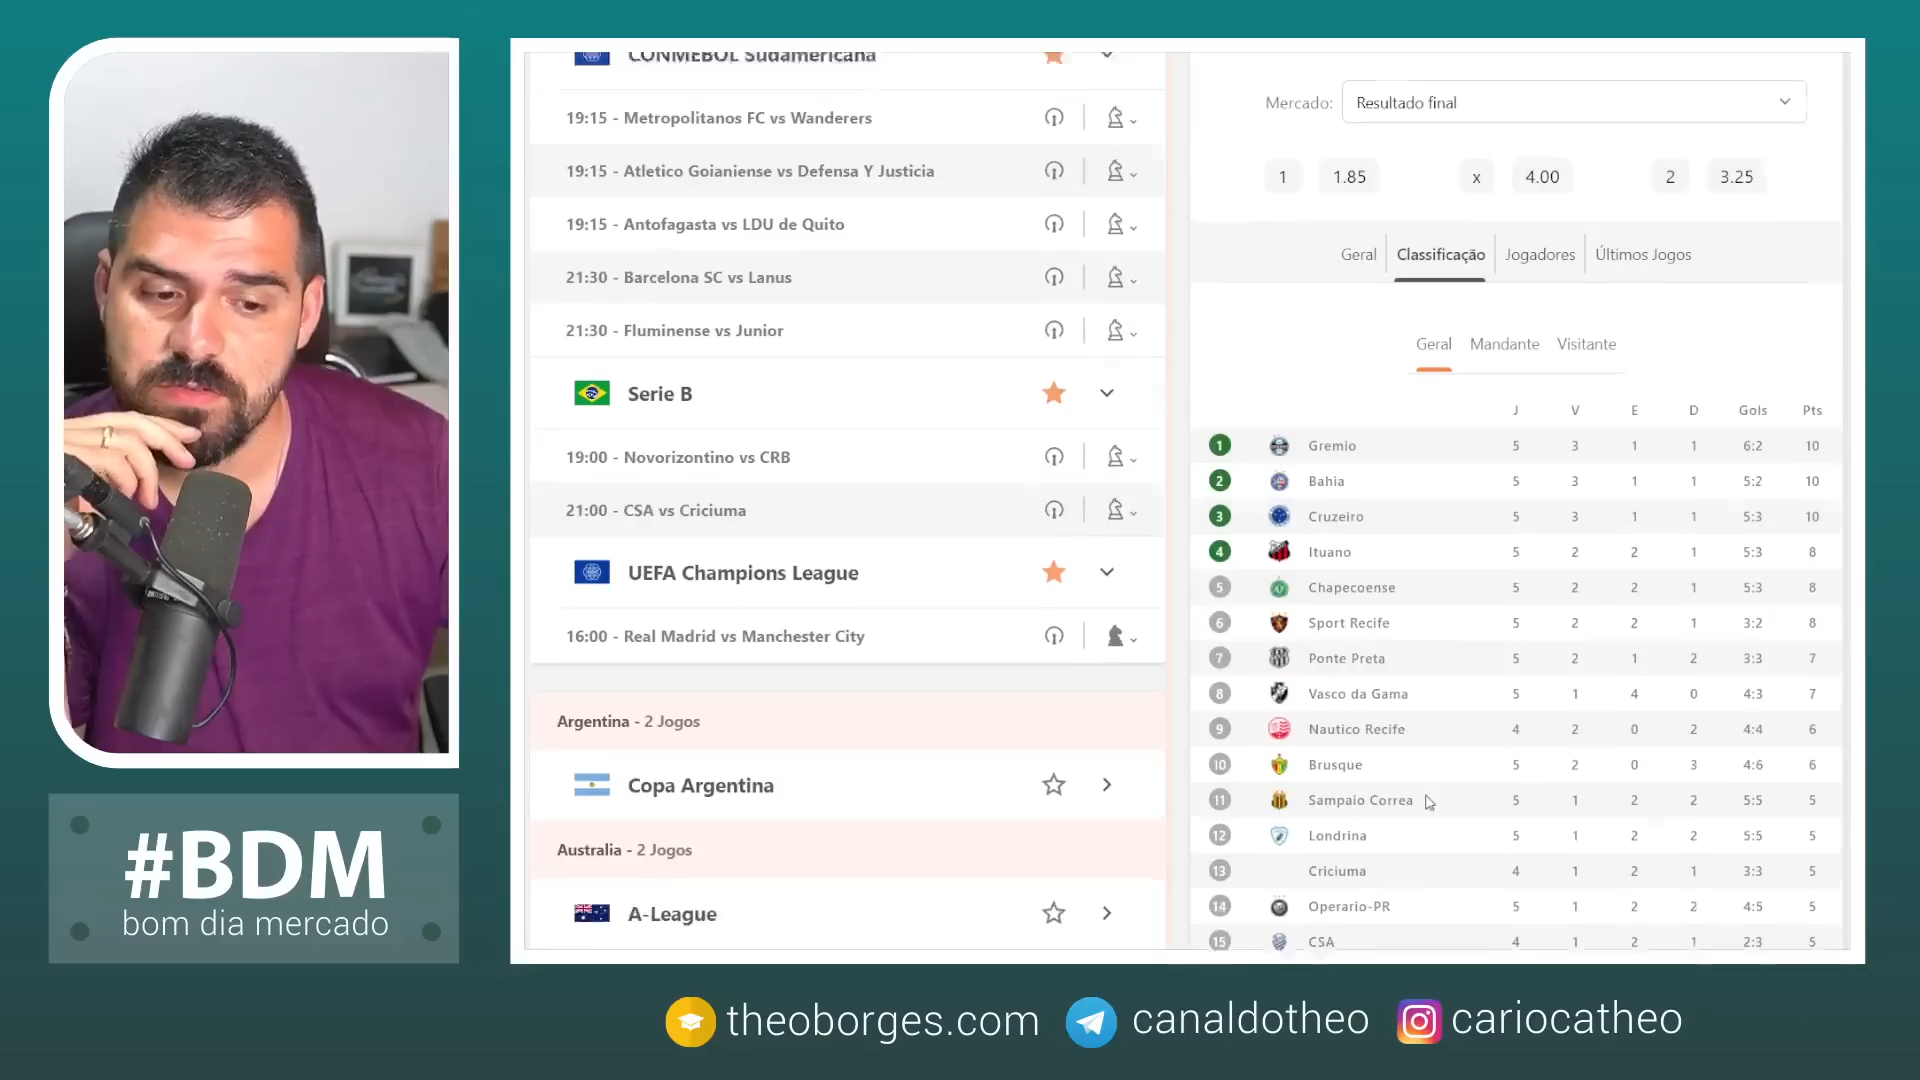 CONMEBOL Sudamericana
19:15 - Metropolitanos FC vs Wanderers
19:15 - Atletico Goianiense vs Defensa Y Justicia
19:15 - Antofagasta vs LDU de Quito
21:30 - Barcelona SC vs Lanus
21:30 - Fluminense vs Junior
Serie B
19:00 - Novorizontino vs CRB
21:00 - CSA vs Criciuma
UEFA Champions League
16:00 - Real Madrid vs Manchester City
Argentina - 2 Jogos
Copa Argentina
Australia - 2 Jogos
A-League
Mercado: Resultado final
1 1.85 x 4.00 2 3.25
Geral Classificação Jogadores Últimos Jogos
Geral Mandante Visitante
J V E D Gols Pts
1 Gremio 5 3 1 1 6:2 10
2 Bahia 5 3 1 1 5:2 10
3 Cruzeiro 5 3 1 1 5:3 10
4 Ituano 5 2 2 1 5:3 8
5 Chapecoense 5 2 2 1 5:3 8
6 Sport Recife 5 2 2 1 3:2 8
7 Ponte Preta 5 2 1 2 3:3 7
8 Vasco da Gama 5 1 4 0 4:3 7
9 Nautico Recife 4 2 0 2 4:4 6
10 Brusque 5 2 0 3 4:6 6
11 Sampaio Correa 5 1 2 2 5:5 5
12 Londrina 5 1 2 2 5:5 5
13 Criciuma 4 1 2 1 3:3 5
14 Operario-PR 5 1 2 2 4:5 5
15 CSA 4 1 2 1 2:3 5
#BDM
bom dia mercado
theoborges.com canaldotheo cariocatheo